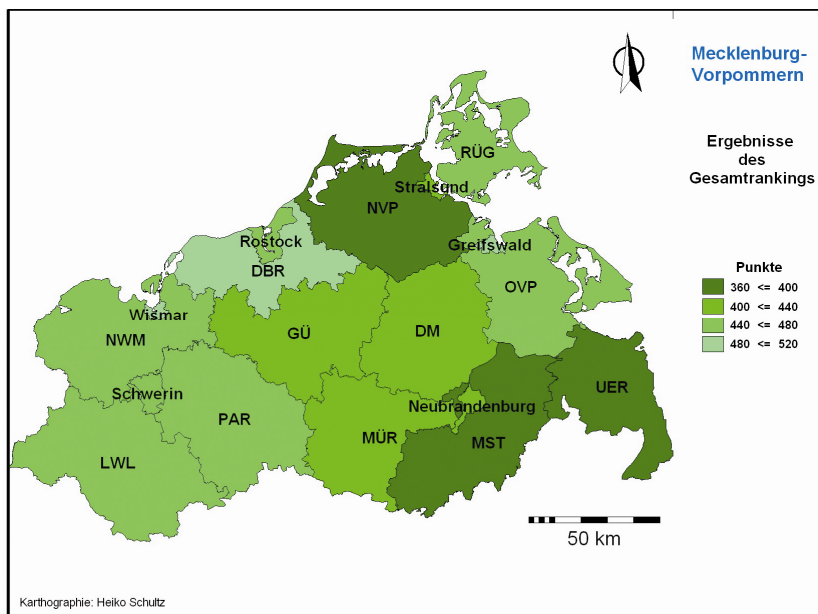 Mecklenburg-
Vorpommern
Ergebnisse
des
Gesamtrankings
RÜG
Stralsund
NVP
Rostock
Greifswald
DBR
OVP
Wismar
NWM
GÜ
DM
Schwerin
PAR
Neubrandenburg
UER
MÜR
MST
LWL
Punkte
360 <= 400
400 <= 440
440 <= 480
480 <= 520
50 km
Karthographie: Heiko Schultz